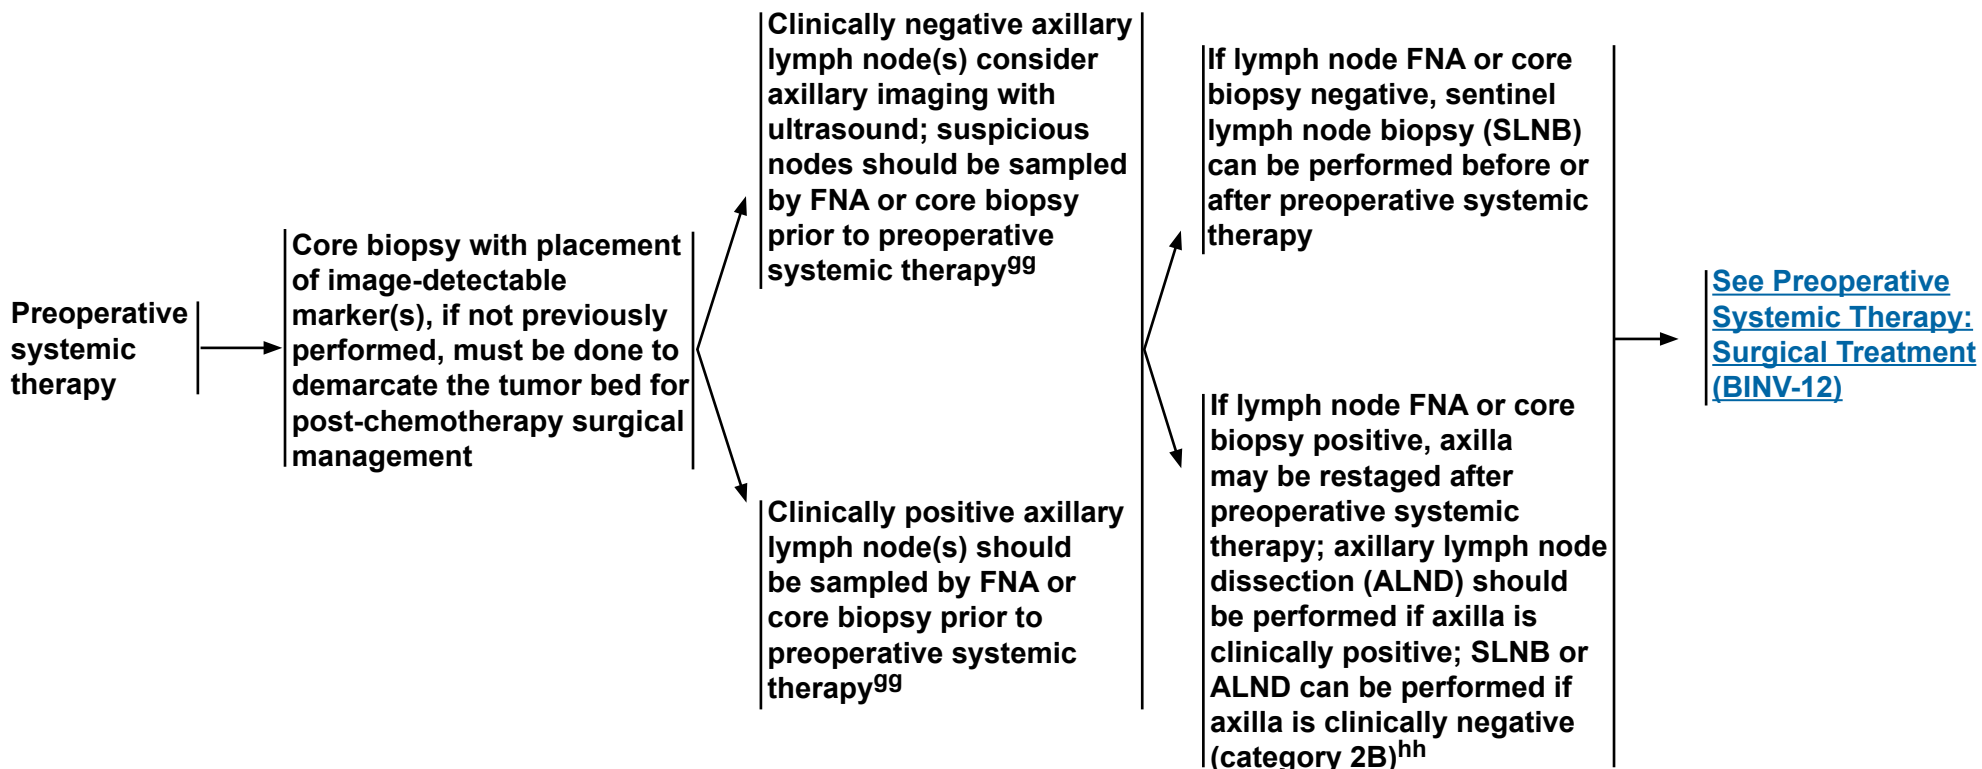 Preoperative
systemic
therapy
Core biopsy with placement
of image-detectable
marker(s), if not previously
performed, must be done to
demarcate the tumor bed for
post-chemotherapy surgical
management
Clinically negative axillary
lymph node(s) consider
axillary imaging with
ultrasound; suspicious
nodes should be sampled
by FNA or core biopsy
prior to preoperative
systemic therapygg
Clinically positive axillary
lymph node(s) should
be sampled by FNA or
core biopsy prior to
preoperative systemic
therapygg
If lymph node FNA or core
biopsy negative, sentinel
lymph node biopsy (SLNB)
can be performed before or
after preoperative systemic
therapy
If lymph node FNA or core
biopsy positive, axilla
may be restaged after
preoperative systemic
therapy; axillary lymph node
dissection (ALND) should
be performed if axilla is
clinically positive; SLNB or
ALND can be performed if
axilla is clinically negative
(category 2B)hh
See Preoperative
Systemic Therapy:
Surgical Treatment
(BINV-12)